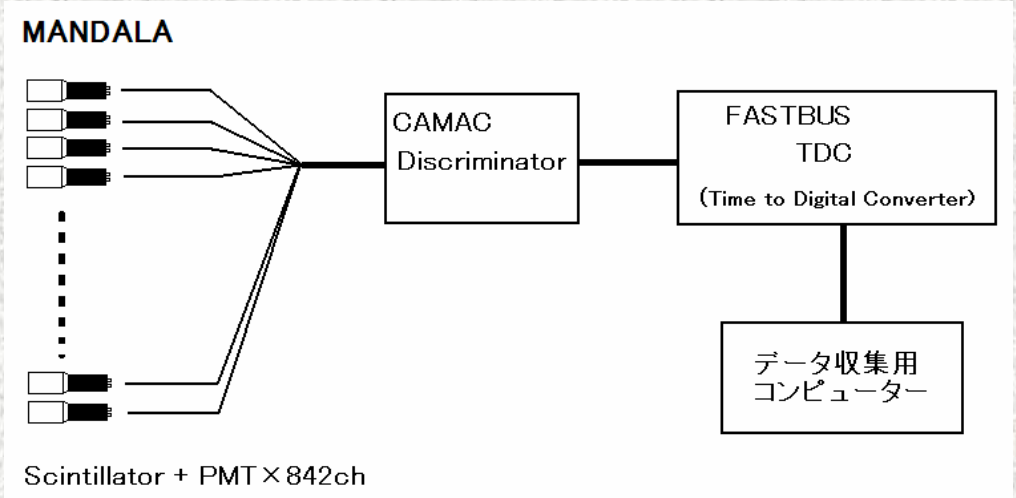 MANDALA
CAMAC
Discriminator
FASTBUS
TDC
(Time to Digital Converter)
データ収集用
コンピューター
Scintillator + PMT×842ch